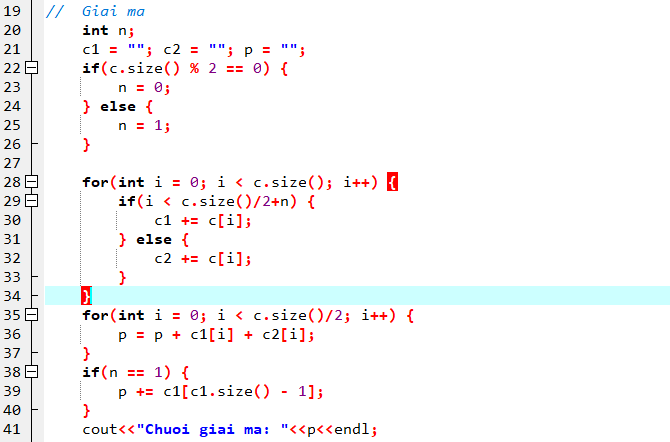 19 // Giai ma
20 int n;
21 c1 = ""; c2 = ""; p = "";
22 if(c.size() % 2 == 0) {
23 n = 0;
24 } else {
25 n = 1;
26 }
27
28 for(int i = 0; i < c.size(); i++) {
29 if(i < c.size()/2+n) {
30 c1 += c[i];
31 } else {
32 c2 += c[i];
33 }
34 }
35 for(int i = 0; i < c.size()/2; i++) {
36 p = p + c1[i] + c2[i];
37 }
38 if(n == 1) {
39 p += c1[c1.size() - 1];
40 }
41 cout<<"Chuoi giai ma: "<<p<<endl;